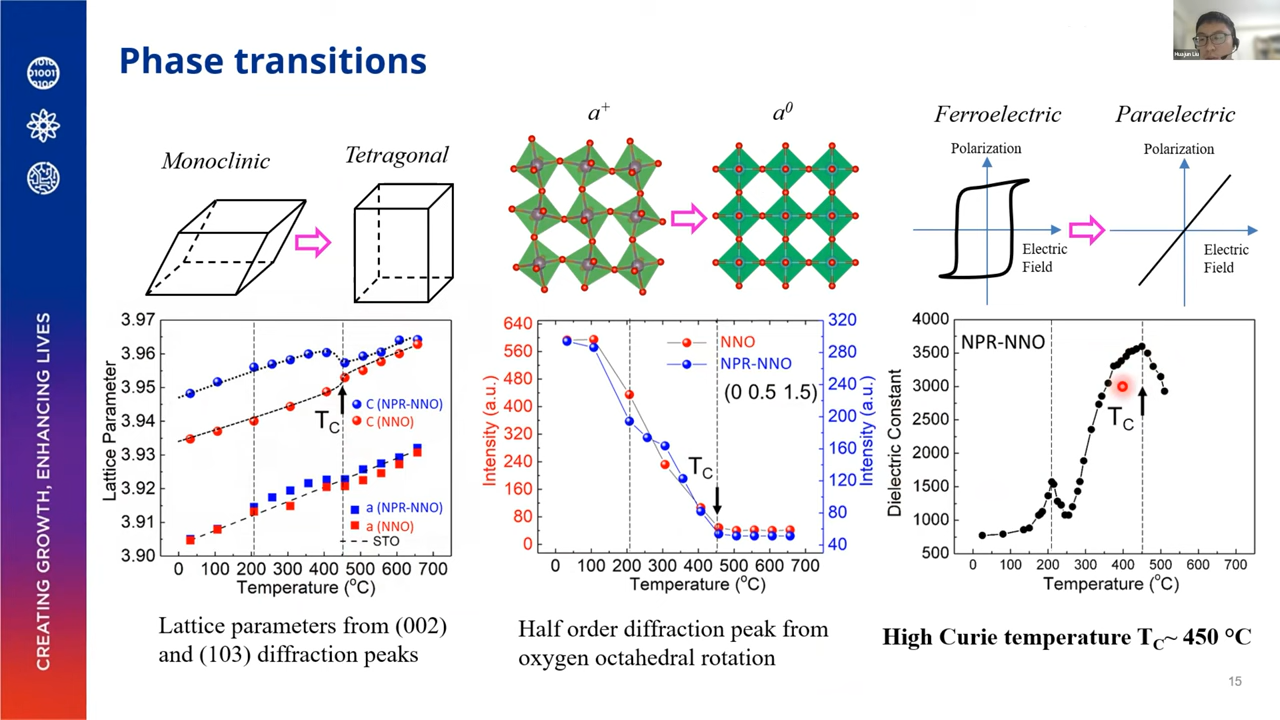 Phase transitions
Huajun Liu
CREATING GROWTH, ENHANCING LIVES
Monoclinic
Tetragonal
a⁺
a⁰
Ferroelectric
Paraelectric
Polarization
Electric
Field
Polarization
Electric
Field
3.97
3.96
3.95
3.94
3.93
3.92
3.91
3.90
Lattice Parameter
T_C
C (NPR-NNO)
C (NNO)
a (NPR-NNO)
a (NNO)
STO
0 100 200 300 400 500 600 700
Temperature (°C)
Lattice parameters from (002)
and (103) diffraction peaks
640
560
480
400
320
240
160
80
0
Intensity (a.u.)
NNO
NPR-NNO
(0 0.5 1.5)
T_C
320
280
240
200
160
120
80
40
Intensity (a.u.)
0 100 200 300 400 500 600 700
Temperature (°C)
Half order diffraction peak from
oxygen octahedral rotation
4000
3500
3000
2500
2000
1500
1000
500
Dielectric Constant
NPR-NNO
T_C
0 100 200 300 400 500 600 700
Temperature (°C)
High Curie temperature T_C~ 450 °C
15